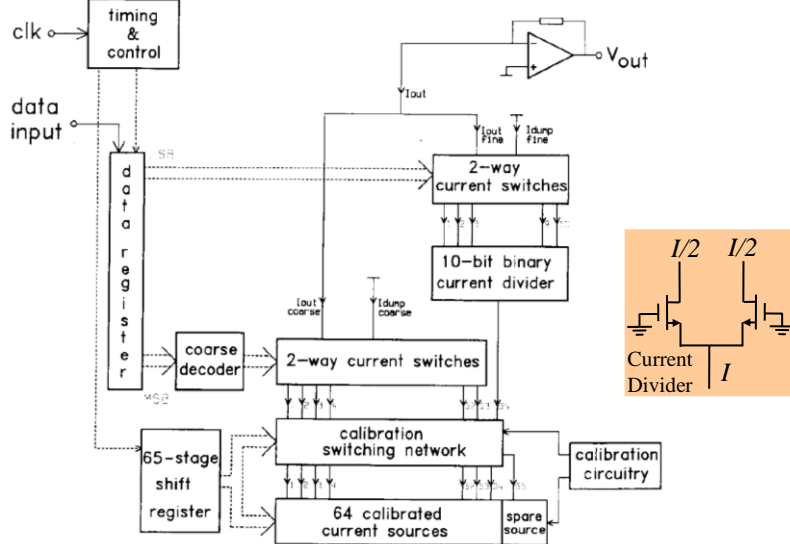 timing
&
control
clk
data
input
Vout
Iout
Iout
fine
Idump
fine
2-way
current switches
data register
10-bit binary
current divider
I/2
I/2
Current
Divider
I
Iout
coarse
Idump
coarse
coarse
decoder
2-way current switches
MSB
calibration
switching network
calibration
circuitry
65-stage
shift
register
64 calibrated
current sources
spare
source